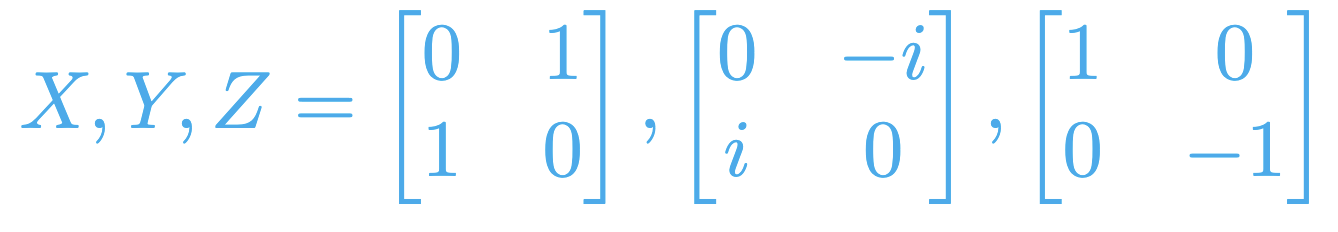 X, Y, Z = [0 1; 1 0], [0 −i; i 0], [1 0; 0 −1]